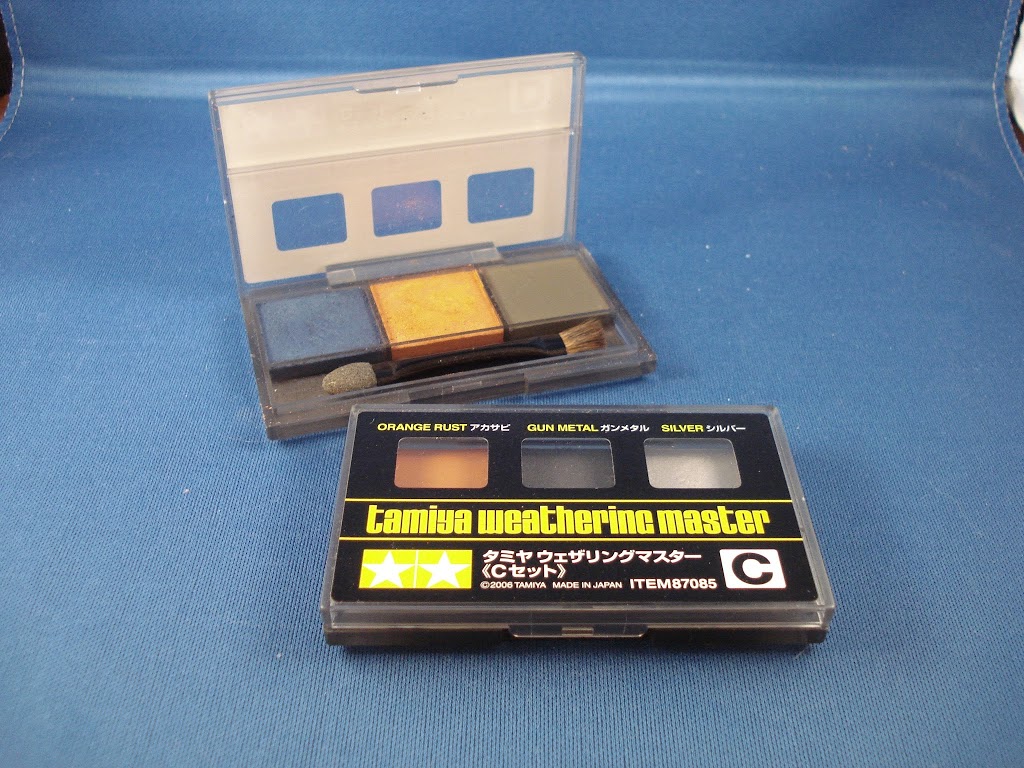 ORANGE RUST アカサビ GUN METAL ガンメタル SILVER シルバー
tamiya weathering master
タミヤ ウェザリングマスター
《Cセット》
©2006 TAMIYA MADE IN JAPAN ITEM87085
C